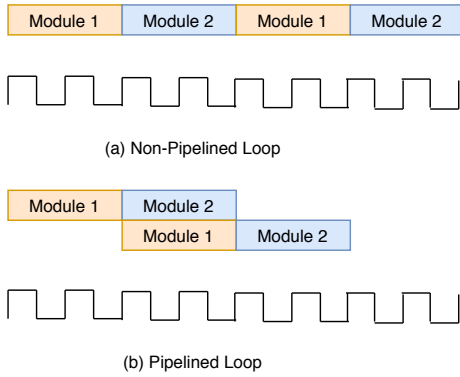 Module 1 Module 2 Module 1 Module 2
(a) Non-Pipelined Loop
Module 1 Module 2
Module 1 Module 2
(b) Pipelined Loop